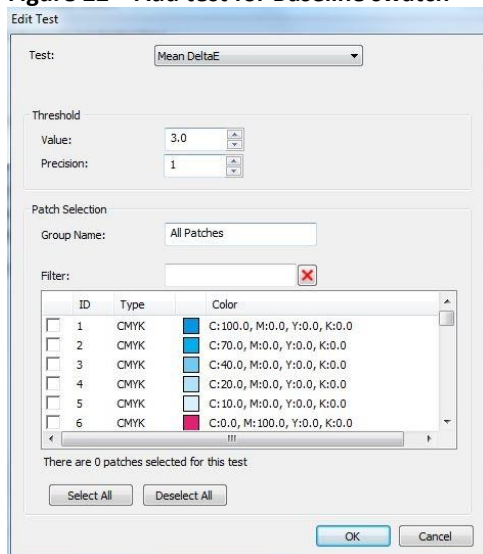 Figure 22 - Add test for Baseline swatch
Edit Test
Test: Mean DeltaE
Threshold
Value: 3.0
Precision: 1
Patch Selection
Group Name: All Patches
Filter:
ID Type Color
1 CMYK C:100.0, M:0.0, Y:0.0, K:0.0
2 CMYK C:70.0, M:0.0, Y:0.0, K:0.0
3 CMYK C:40.0, M:0.0, Y:0.0, K:0.0
4 CMYK C:20.0, M:0.0, Y:0.0, K:0.0
5 CMYK C:10.0, M:0.0, Y:0.0, K:0.0
6 CMYK C:0.0, M:100.0, Y:0.0, K:0.0
There are 0 patches selected for this test
Select All Deselect All
OK Cancel